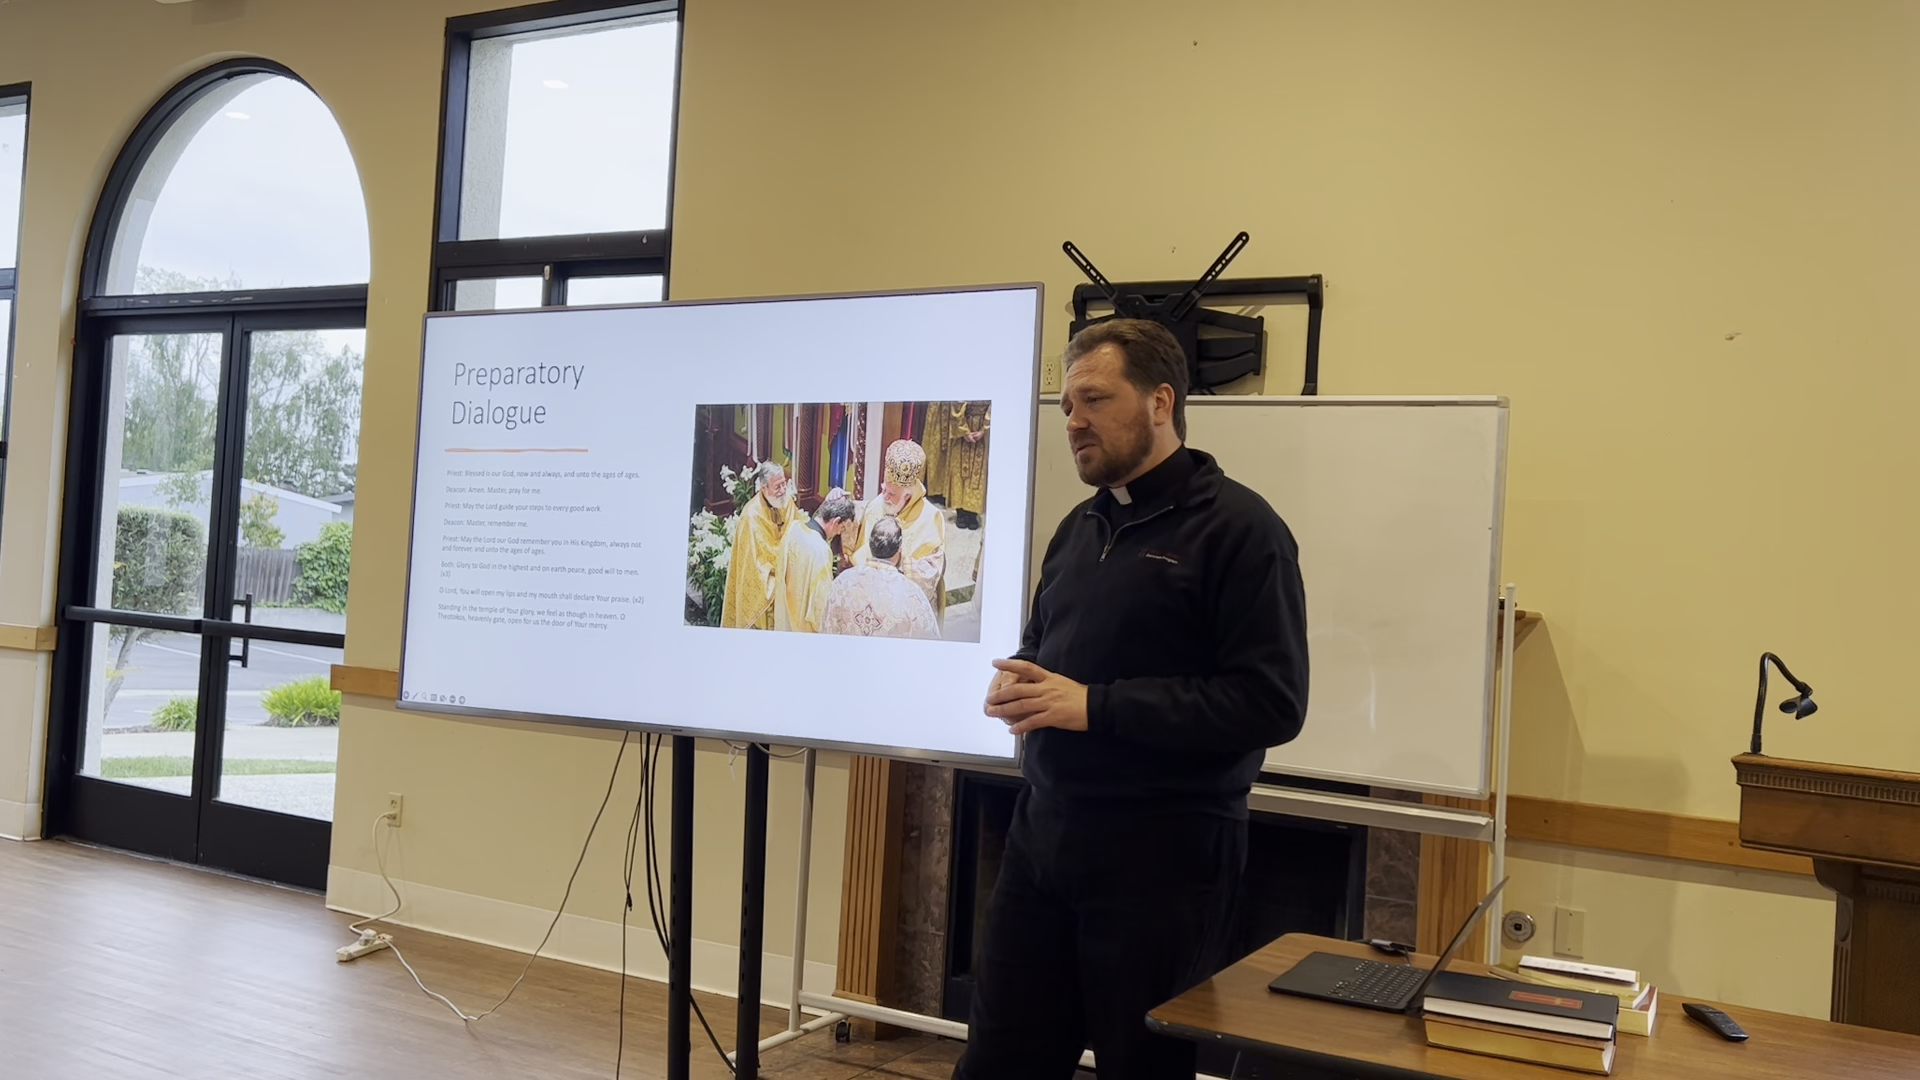 Preparatory
Dialogue
Priest: Blessed is our God, now and always, and unto the ages of ages.
Deacon: Amen. Master, pray for me.
Priest: May the Lord guide your steps to every good work.
Deacon: Master, remember me.
Priest: May the Lord our God remember you in His Kingdom, always now
and forever, and unto the ages of ages.
Both: Glory to God in the highest and on earth peace, good will to men.
(x3)
O Lord, You will open my lips and my mouth shall declare Your praise. (x2)
Standing in the temple of Your glory, we feel as though in heaven. O
Theotokos, heavenly gate, open for us the door of Your mercy.